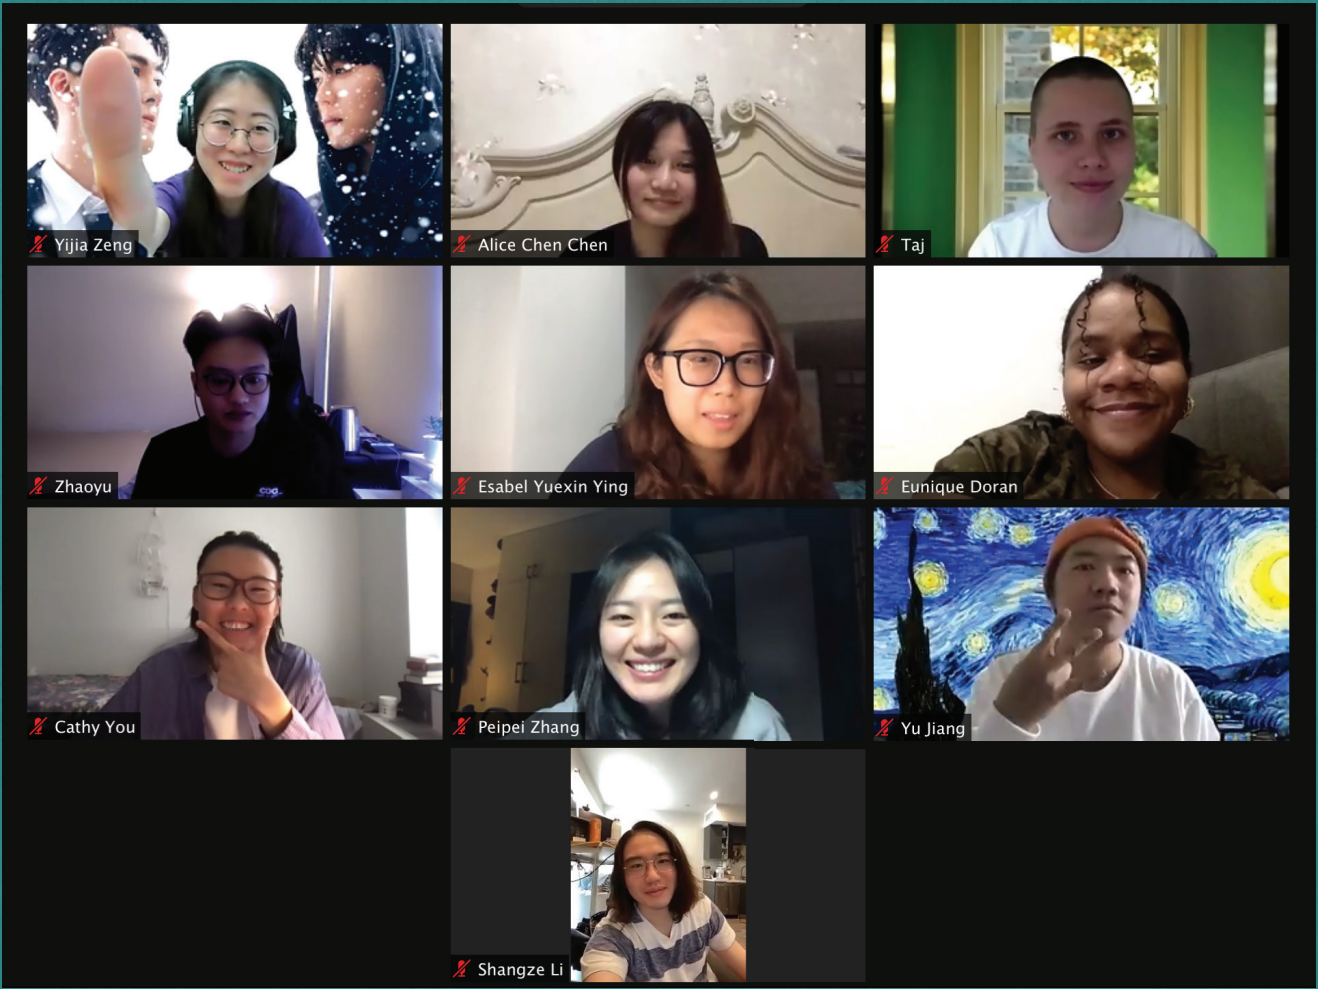 Yijia Zeng
Alice Chen Chen
Taj
Zhaoyu
Esabel Yuexin Ying
Eunique Doran
Cathy You
Peipei Zhang
Yu Jiang
Shangze Li